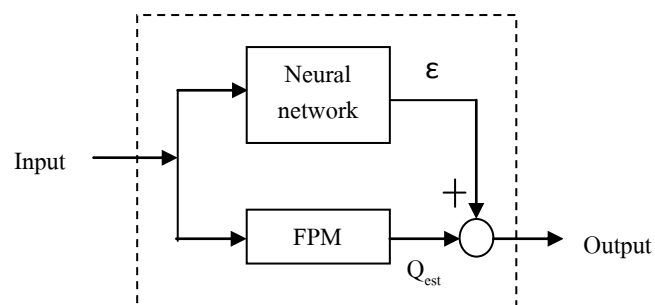 Neural
network
ε
Input
+
FPM
Output
Q_est